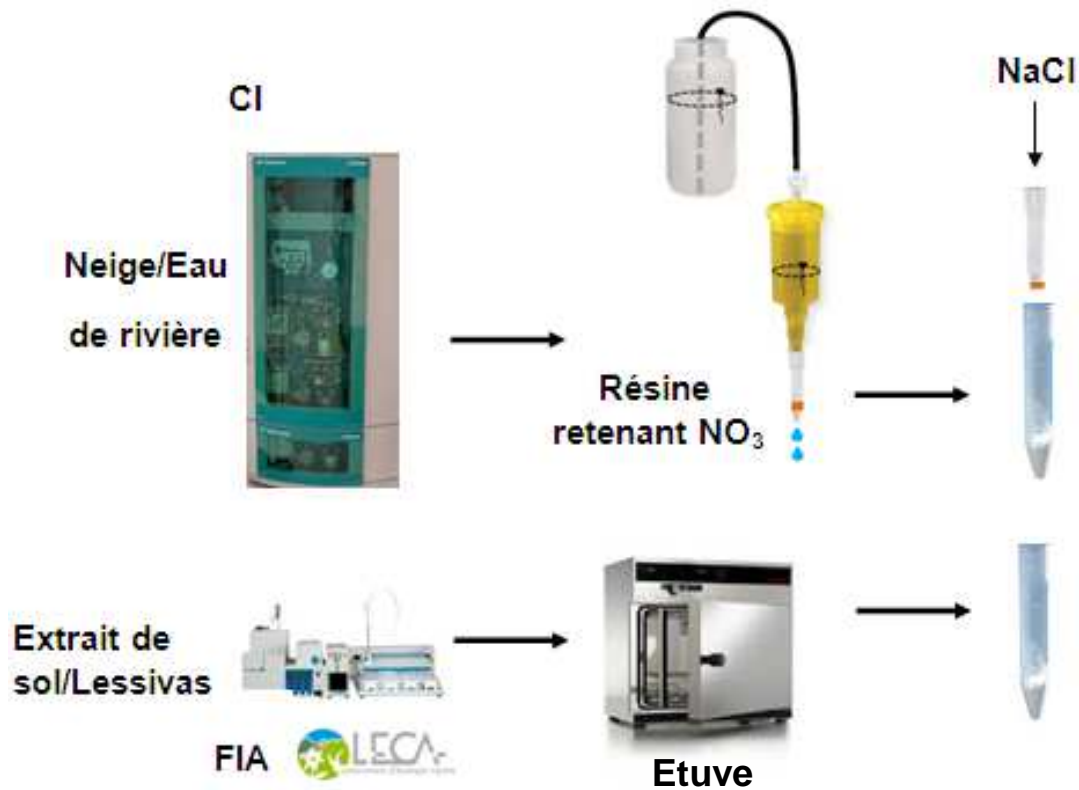 CI
NaCl
Neige/Eau
de rivière
Résine
retenant NO₃
Extrait de
sol/Lessivas
FIA
LECA
Etuve